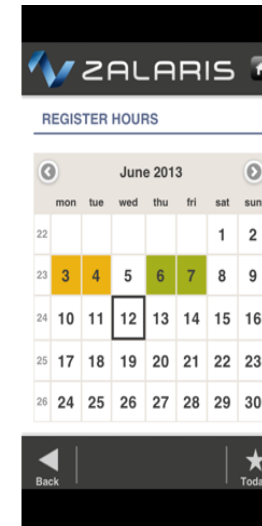 ZALARIS
REGISTER HOURS
June 2013
mon tue wed thu fri sat sun
22 1 2
23 3 4 5 6 7 8 9
24 10 11 12 13 14 15 16
25 17 18 19 20 21 22 23
26 24 25 26 27 28 29 30
Back Toda